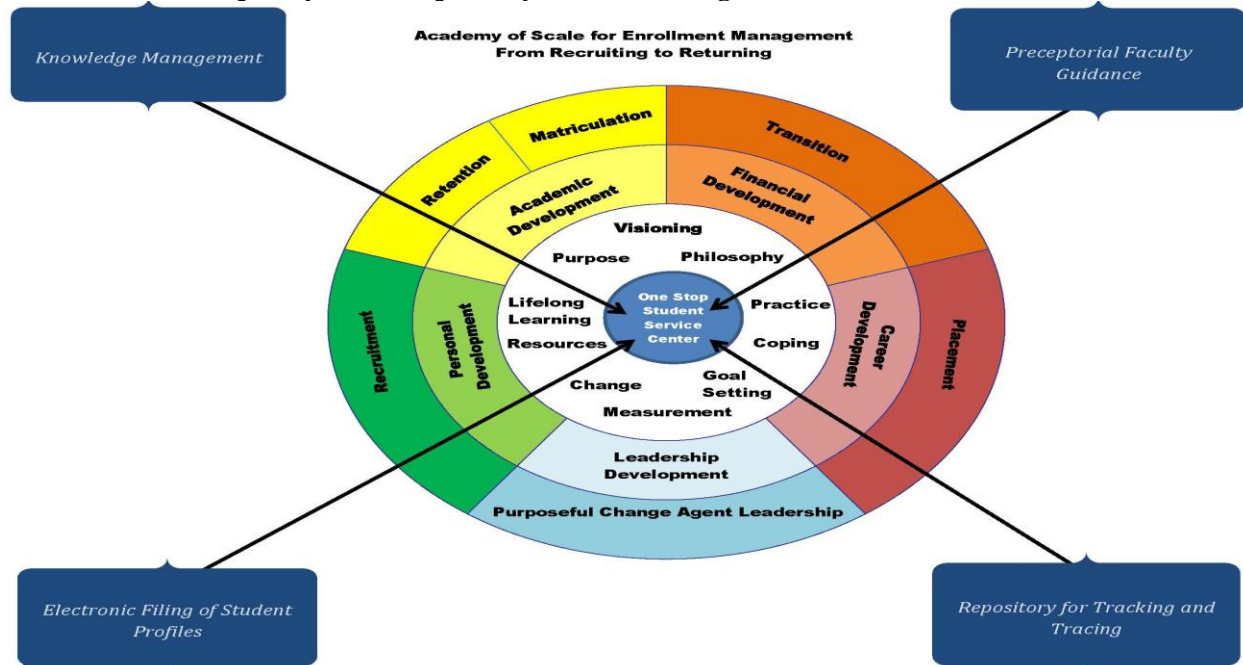 Academy of Scale for Enrollment Management
From Recruiting to Returning
Knowledge Management
Preceptorial Faculty
Guidance
Matriculation
Transition
Retention
Academic
Development
Financial
Development
Visioning
Purpose
Philosophy
Lifelong
Learning
Resources
One Stop
Student
Service
Center
Practice
Coping
Recruitment
Personal
Development
Career
Development
Placement
Change
Goal
Setting
Measurement
Leadership
Development
Purposeful Change Agent Leadership
Electronic Filing of Student
Profiles
Repository for Tracking and
Tracing